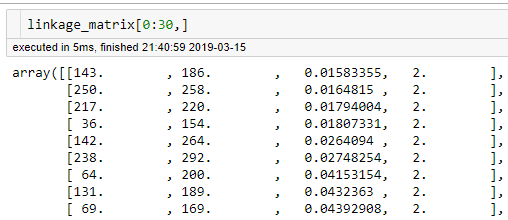 linkage_matrix[0:30,]
executed in 5ms, finished 21:40:59 2019-03-15
array([[143.        , 186.        ,   0.01583355,   2.        ],
       [250.        , 258.        ,   0.0164815 ,   2.        ],
       [217.        , 220.        ,   0.01794004,   2.        ],
       [ 36.        , 154.        ,   0.01807331,   2.        ],
       [142.        , 264.        ,   0.0264094 ,   2.        ],
       [238.        , 292.        ,   0.02748254,   2.        ],
       [ 64.        , 200.        ,   0.04153154,   2.        ],
       [131.        , 189.        ,   0.0432363 ,   2.        ],
       [ 69.        , 169.        ,   0.04392908,   2.        ],